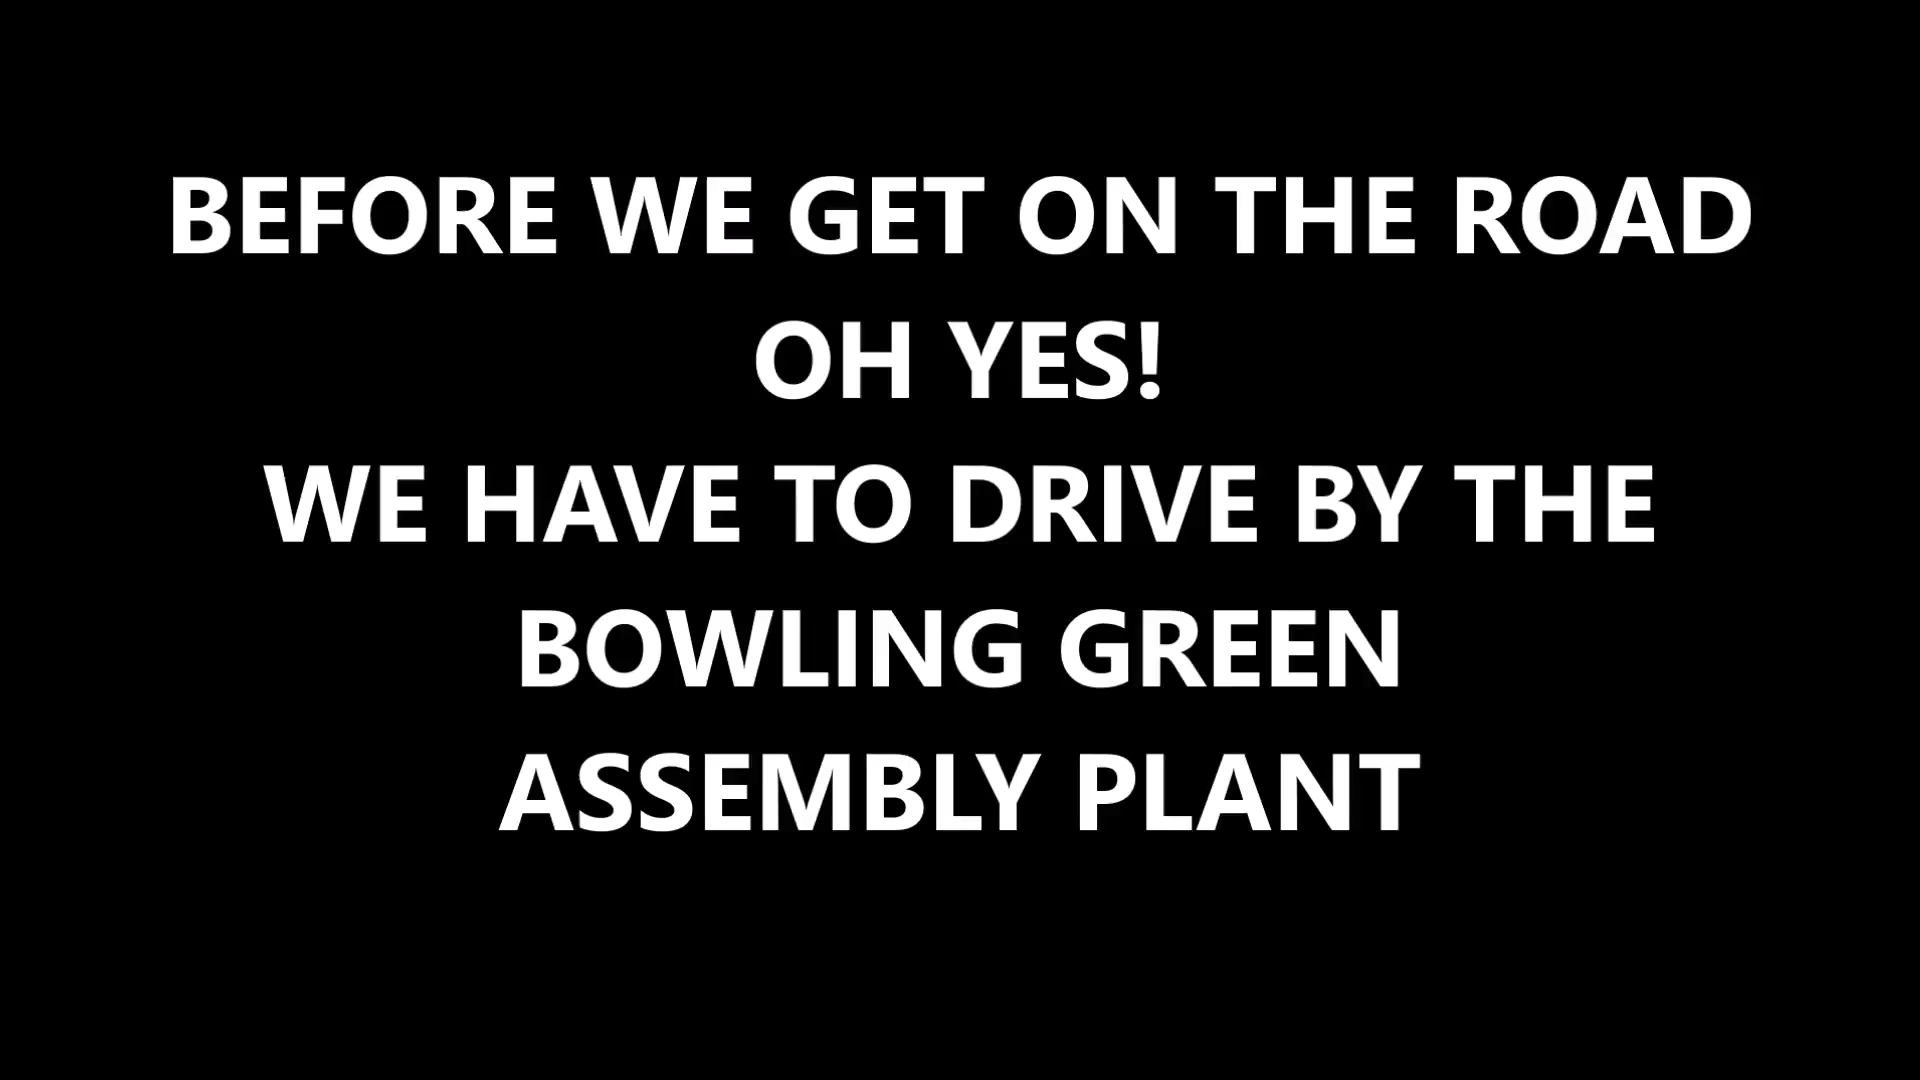 BEFORE WE GET ON THE ROAD
OH YES!
WE HAVE TO DRIVE BY THE
BOWLING GREEN
ASSEMBLY PLANT